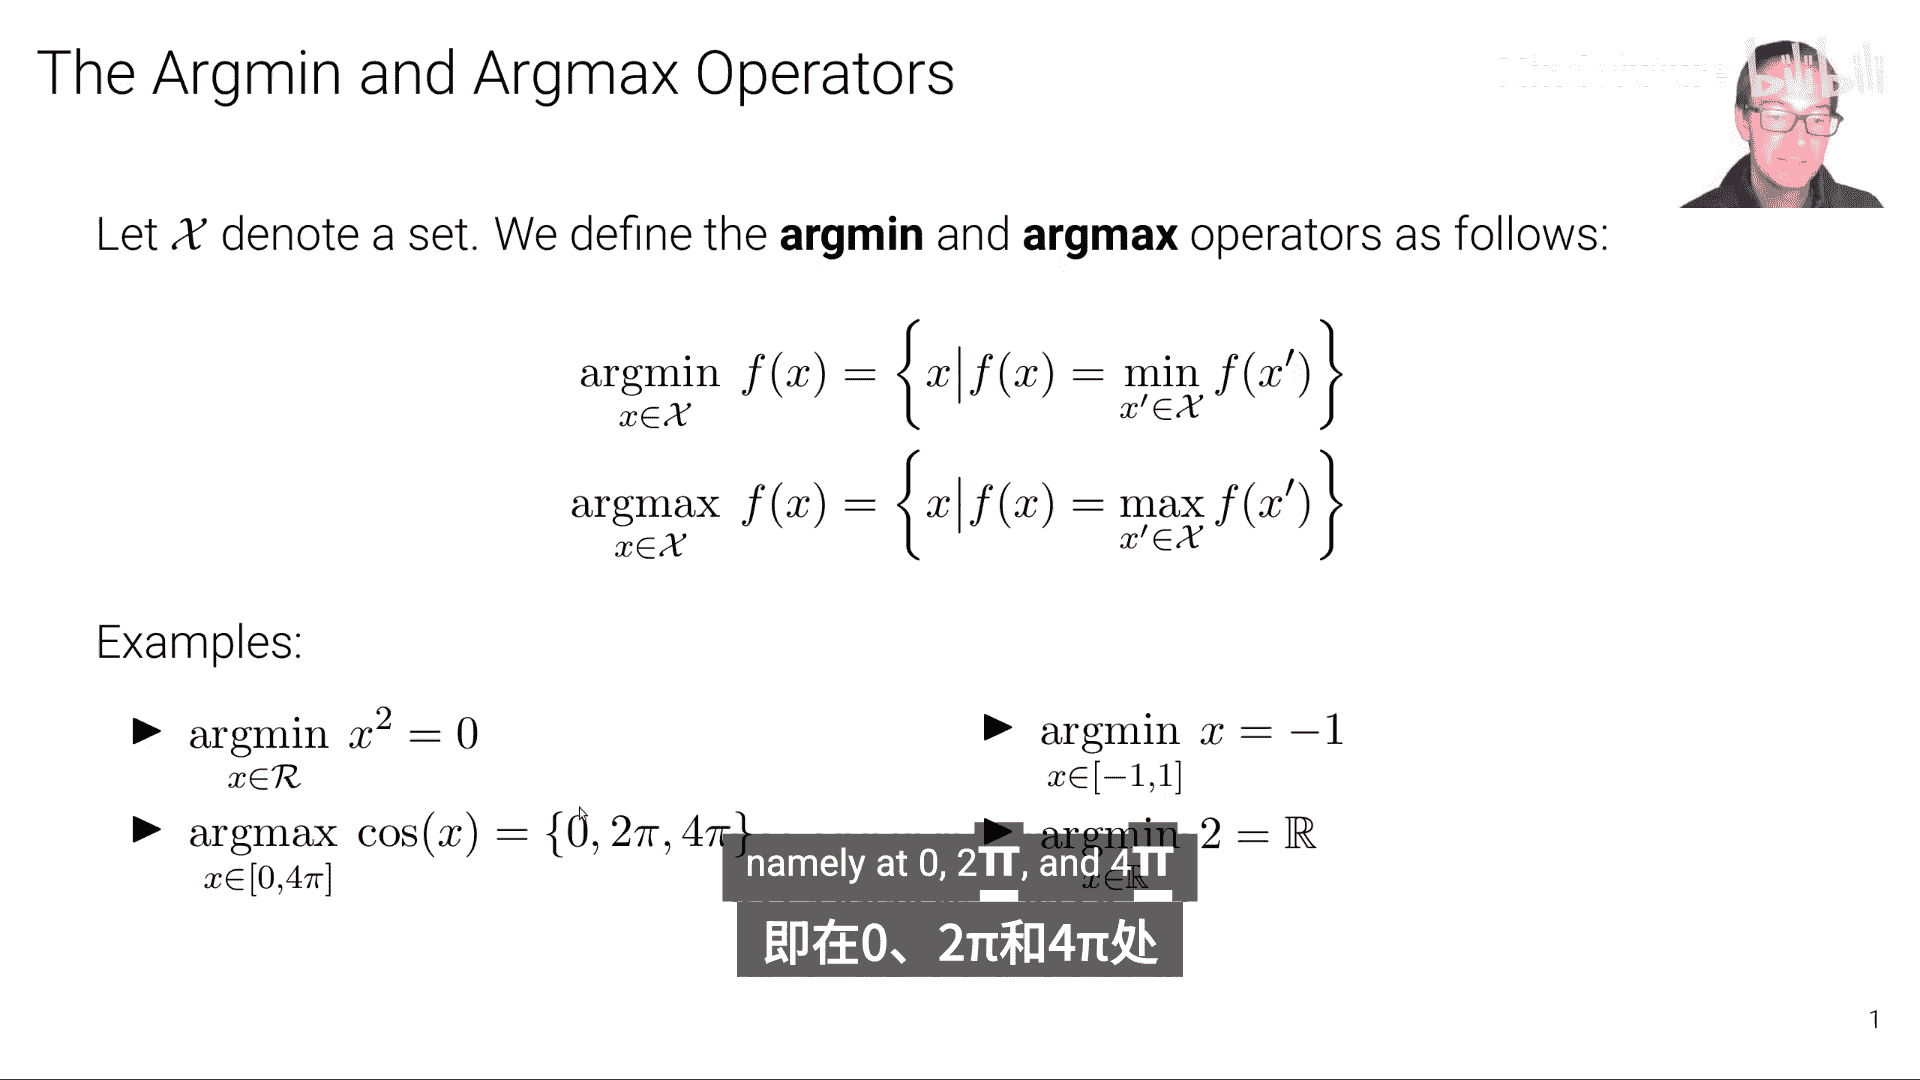 The Argmin and Argmax Operators
bilibili
Let 𝒳 denote a set. We define the argmin and argmax operators as follows:
argmin f(x) = {x|f(x) = min f(x′)}
x∈𝒳 x′∈𝒳
argmax f(x) = {x|f(x) = max f(x′)}
x∈𝒳 x′∈𝒳
Examples:
▶ argmin x² = 0
x∈ℛ
▶ argmax cos(x) = {0, 2π, 4π}
x∈[0,4π]
▶ argmin x = −1
x∈[−1,1]
▶ argmin 2 = ℝ
x∈ℝ
namely at 0, 2π, and 4π
即在0、2π和4π处
1